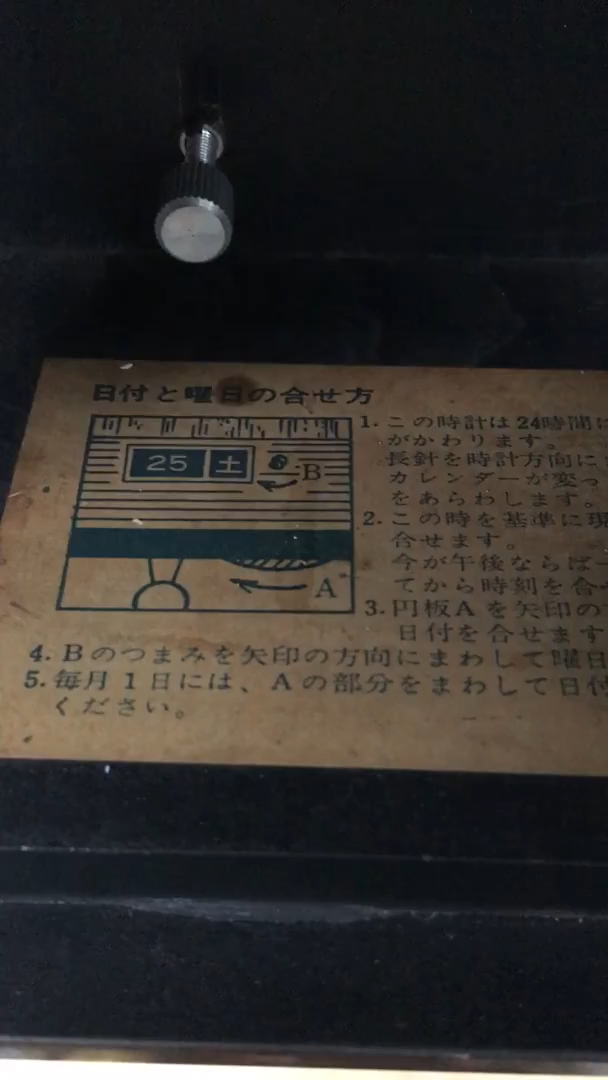 日付と曜日の合せ方
25 土
B
A
1. この時計は24時間に
がかわります。
長針を時計方向に
カレンダーが変っ
をあらわします。
2. この時を基準に現
合せます。
今が午後ならば一
てから時刻を合
3. 円板Aを矢印の
日付を合せます
4. Bのつまみを矢印の方向にまわして曜日
5. 毎月1日には、Aの部分をまわして日付
ください。